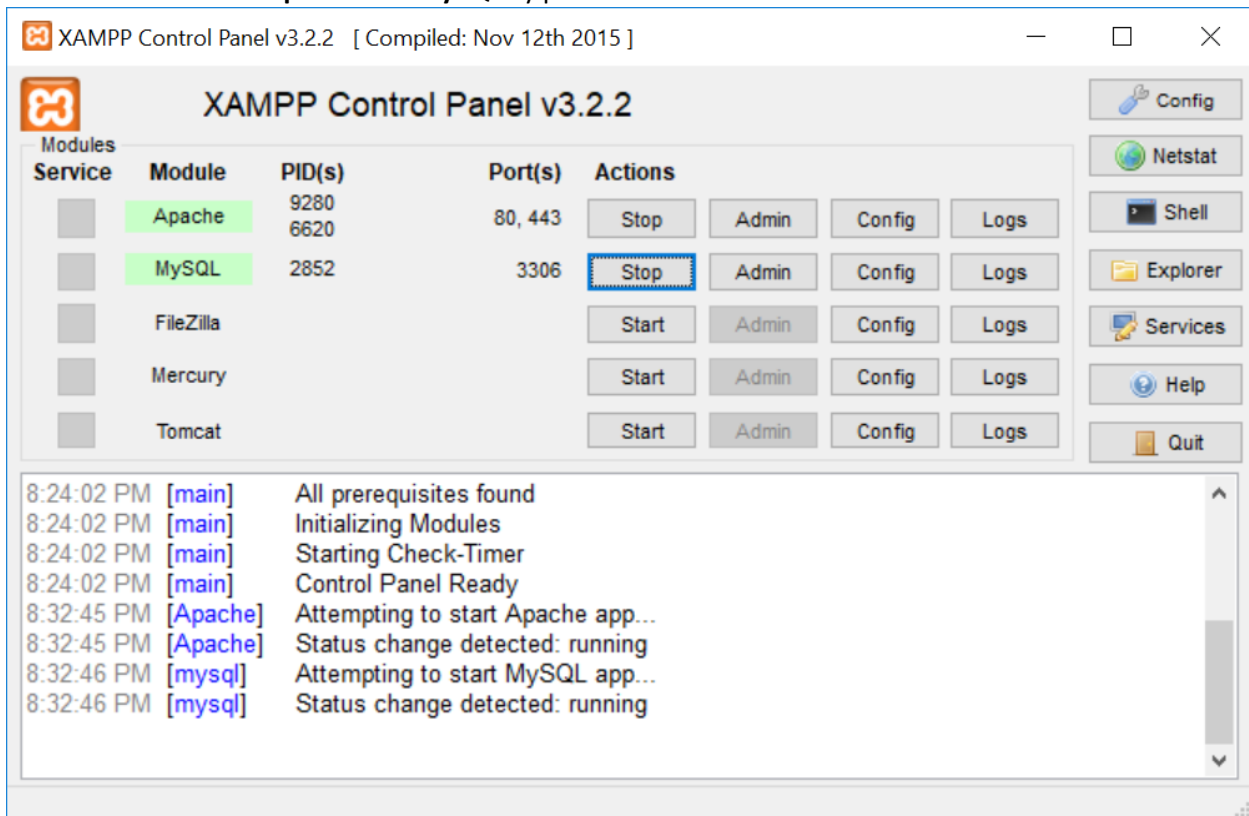 XAMPP Control Panel v3.2.2 [ Compiled: Nov 12th 2015 ]
XAMPP Control Panel v3.2.2
Config
Modules
Netstat
Service Module PID(s) Port(s) Actions
Apache 9280 6620 80, 443 Stop Admin Config Logs
Shell
MySQL 2852 3306 Stop Admin Config Logs
Explorer
FileZilla Start Admin Config Logs
Services
Mercury Start Admin Config Logs
Help
Tomcat Start Admin Config Logs
Quit
8:24:02 PM [main] All prerequisites found
8:24:02 PM [main] Initializing Modules
8:24:02 PM [main] Starting Check-Timer
8:24:02 PM [main] Control Panel Ready
8:32:45 PM [Apache] Attempting to start Apache app...
8:32:45 PM [Apache] Status change detected: running
8:32:46 PM [mysql] Attempting to start MySQL app...
8:32:46 PM [mysql] Status change detected: running